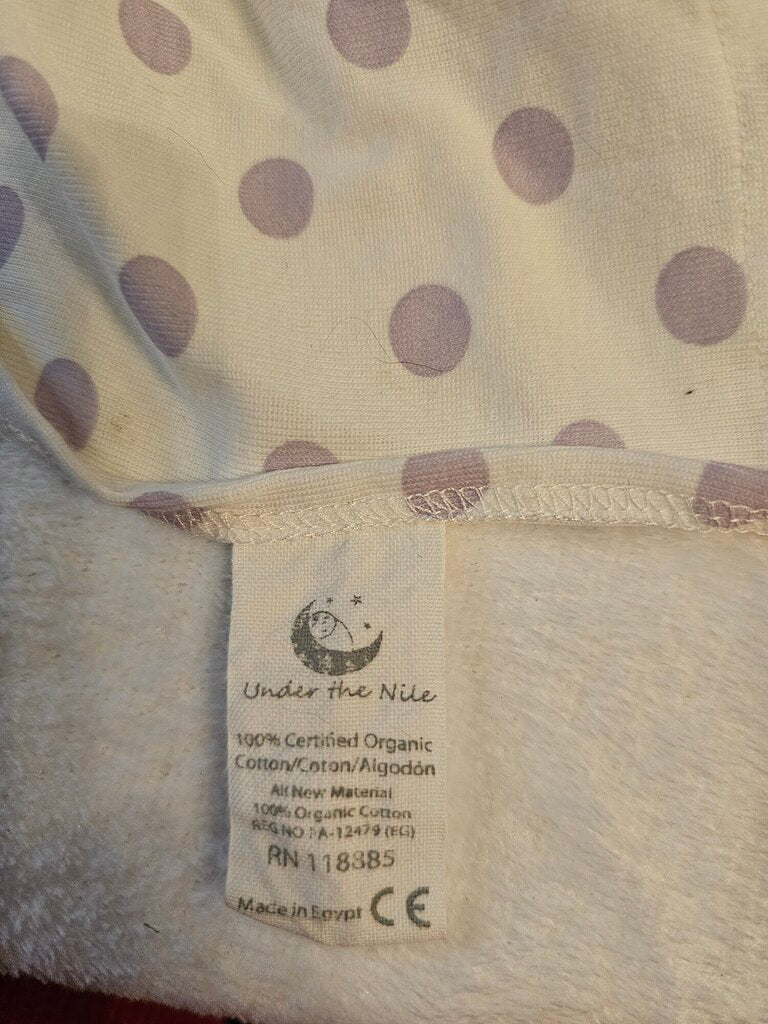 Under the Nile
100% Certified Organic
Cotton/Coton/Algodón
All New Material
100% Organic Cotton
REG NO PA-12479 (EG)
RN 118885
Made in Egypt CE